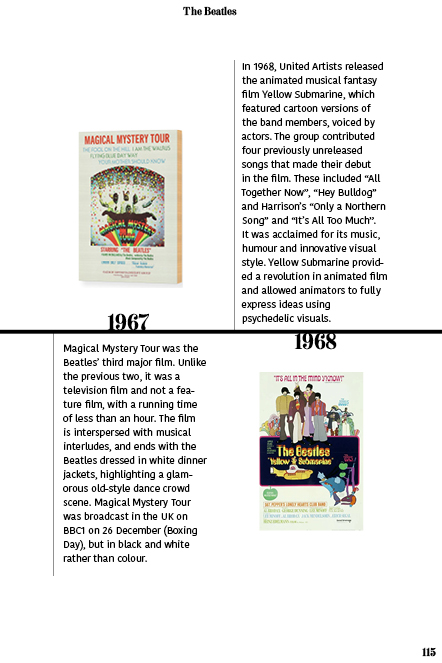 The Beatles
MAGICAL MYSTERY TOUR
THE FOOL ON THE HILL I AM THE WALRUS
FLYING BLUE JAY WAY
YOUR MOTHER SHOULD KNOW
MAGICAL MYSTERY
TOUR
STARRING "THE BEATLES"
1967
Magical Mystery Tour was the
Beatles’ third major film. Unlike
the previous two, it was a
television film and not a fea-
ture film, with a running time
of less than an hour. The film
is interspersed with musical
interludes, and ends with the
Beatles dressed in white dinner
jackets, highlighting a glam-
orous old-style dance crowd
scene. Magical Mystery Tour
was broadcast in the UK on
BBC1 on 26 December (Boxing
Day), but in black and white
rather than colour.
In 1968, United Artists released
the animated musical fantasy
film Yellow Submarine, which
featured cartoon versions of
the band members, voiced by
actors. The group contributed
four previously unreleased
songs that made their debut
in the film. These included “All
Together Now”, “Hey Bulldog”
and Harrison’s “Only a Northern
Song” and “It’s All Too Much”.
It was acclaimed for its music,
humour and innovative visual
style. Yellow Submarine provid-
ed a revolution in animated film
and allowed animators to fully
express ideas using
psychedelic visuals.
1968
"IT'S ALL IN THE MIND Y'KNOW!"
The Beatles
"Yellow Submarine"
SGT. PEPPER'S LONELY HEARTS CLUB BAND
115